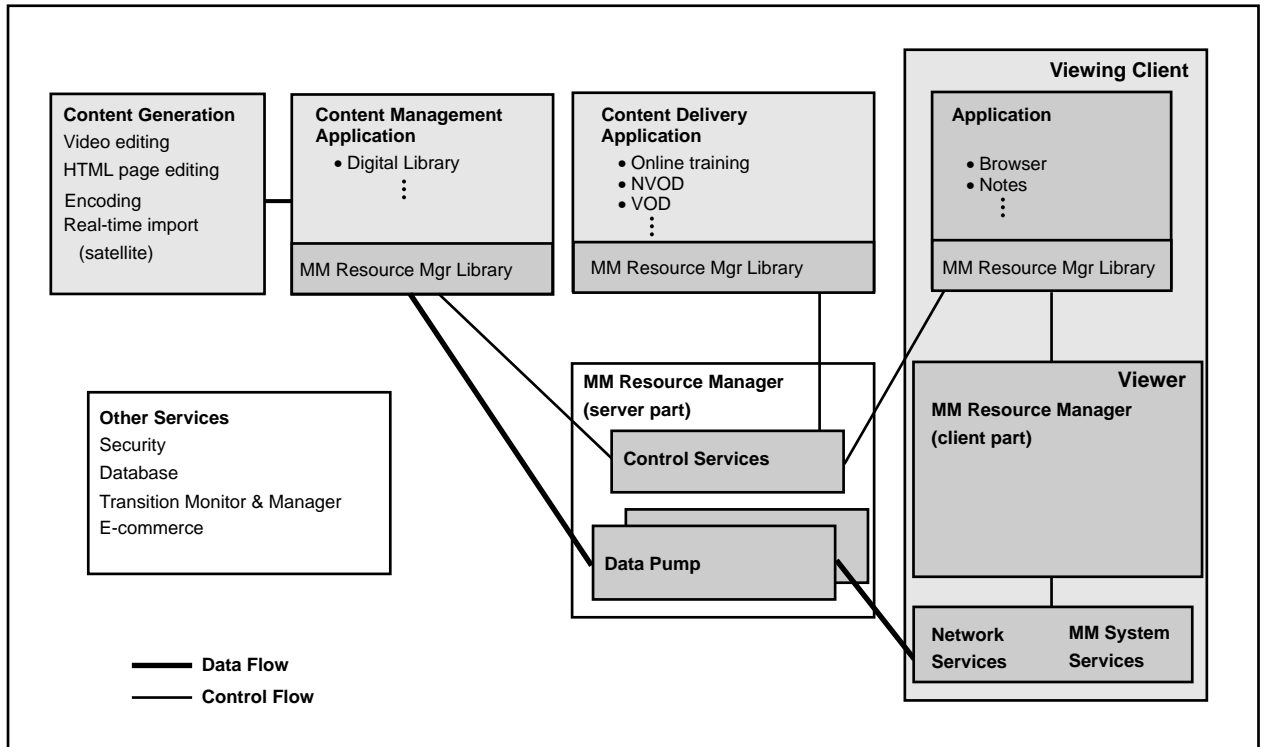 Viewing Client
Content Generation
Video editing
HTML page editing
Encoding
Real-time import
(satellite)
Content Management
Application
• Digital Library
MM Resource Mgr Library
Content Delivery
Application
• Online training
• NVOD
• VOD
MM Resource Mgr Library
Application
• Browser
• Notes
MM Resource Mgr Library
Other Services
Security
Database
Transition Monitor & Manager
E-commerce
MM Resource Manager
(server part)
Control Services
Data Pump
Viewer
MM Resource Manager
(client part)
Network
Services
MM System
Services
Data Flow
Control Flow